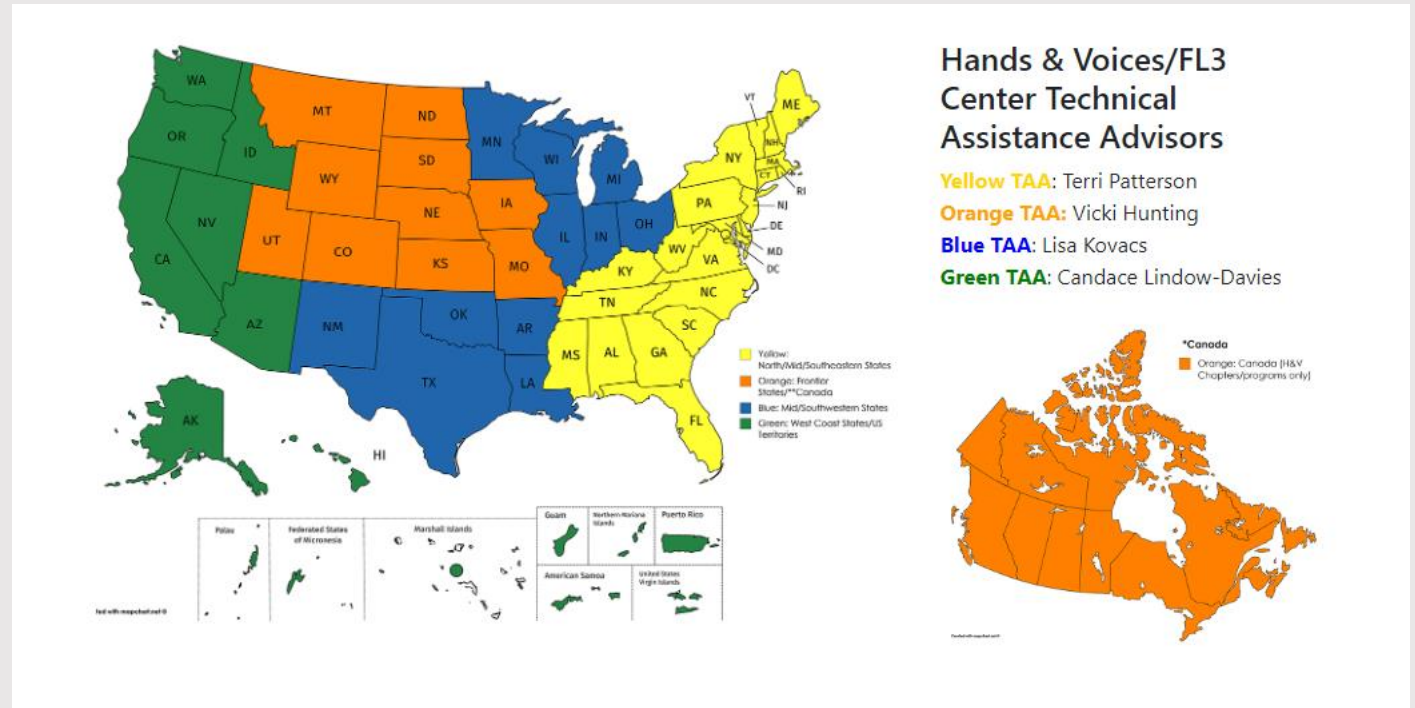 Hands & Voices/FL3
Center Technical
Assistance Advisors
Yellow TAA: Terri Patterson
Orange TAA: Vicki Hunting
Blue TAA: Lisa Kovacs
Green TAA: Candace Lindow-Davies
WA
OR
ID
NV
CA
AZ
MT
ND
SD
WY
NE
IA
UT
CO
KS
MO
MN
WI
MI
IL
IN
OH
NM
OK
AR
TX
LA
VT
ME
NH
NY
MA
CT
RI
PA
NJ
DE
MD
DC
WV
VA
KY
NC
TN
SC
MS
AL
GA
FL
AK
HI
Yellow:
North/Mid/Southeastern States
Orange: Frontier
States/**Canada
Blue: Mid/Southwestern States
Green: West Coast States/US
Territories
*Canada
Orange: Canada (H&V
Chapters/programs only)
Palau
Federated States
of Micronesia
Marshall Islands
Guam
Northern Mariana
Islands
Puerto Rico
American Samoa
United States
Virgin Islands
ted with mapchart.net ©